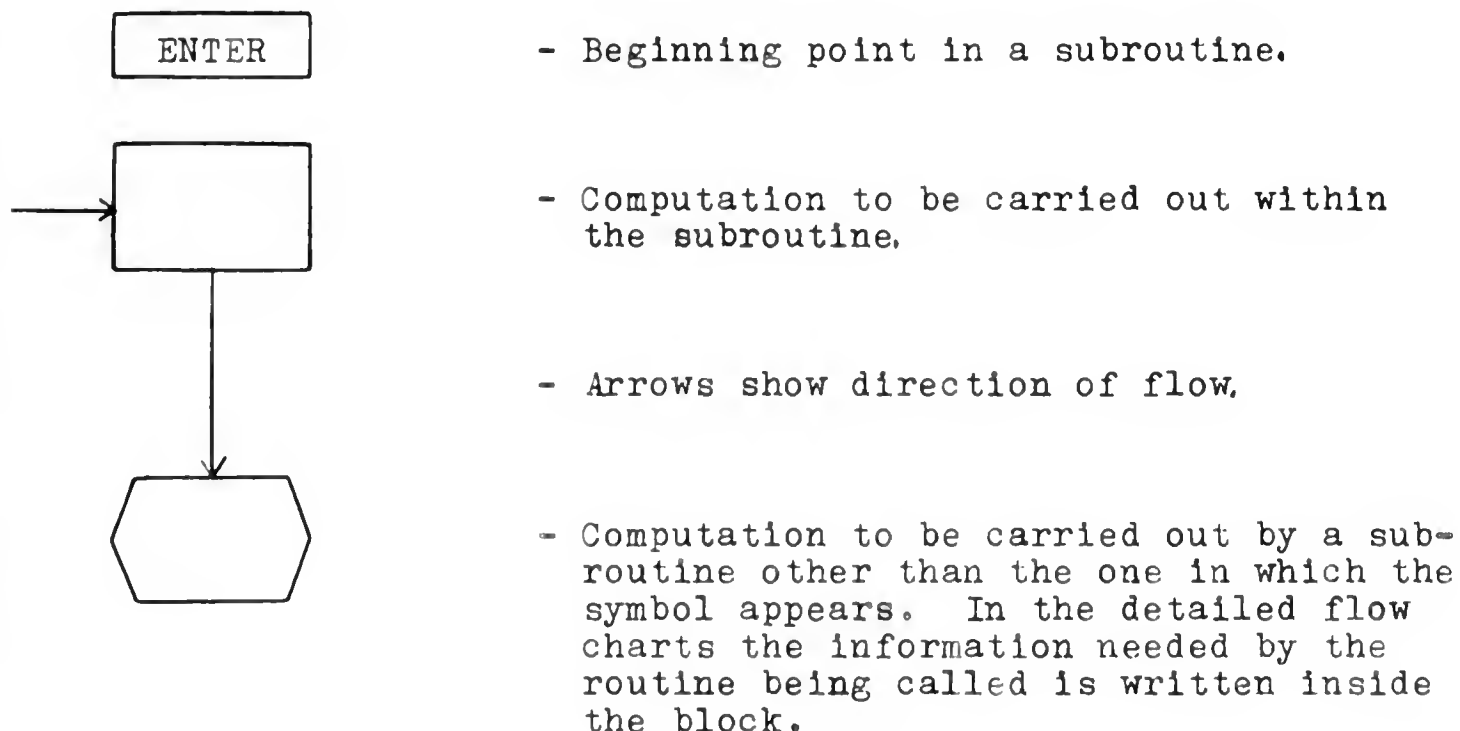 ENTER
- Beginning point in a subroutine.
- Computation to be carried out within
the subroutine.
- Arrows show direction of flow.
- Computation to be carried out by a sub-
routine other than the one in which the
symbol appears. In the detailed flow
charts the information needed by the
routine being called is written inside
the block.